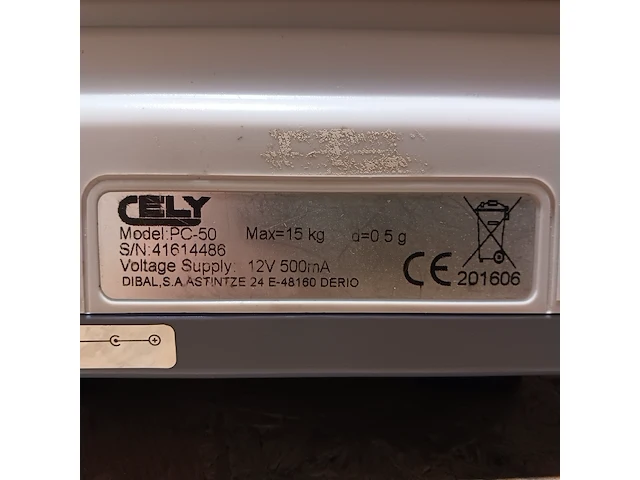 CELY
Model:PC-50 Max=15 kg d=0 5 g
S/N:41614486
Voltage Supply: 12V 500mA
DIBAL,S.A.ASTINTZE 24 E-48160 DERIO
CE 201606